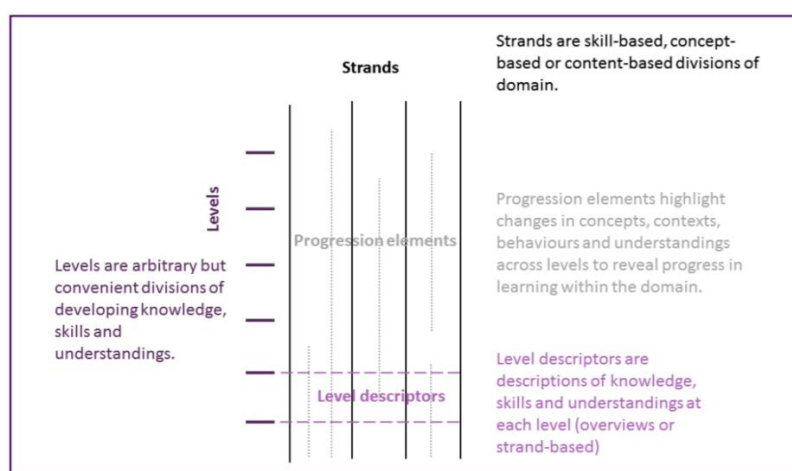 Strands are skill-based, concept-
based or content-based divisions of
domain.
Strands
Levels
Progression elements
Progression elements highlight
changes in concepts, contexts,
behaviours and understandings
across levels to reveal progress in
learning within the domain.
Levels are arbitrary but
convenient divisions of
developing knowledge,
skills and
understandings.
Level descriptors
Level descriptors are
descriptions of knowledge,
skills and understandings at
each level (overviews or
strand-based)